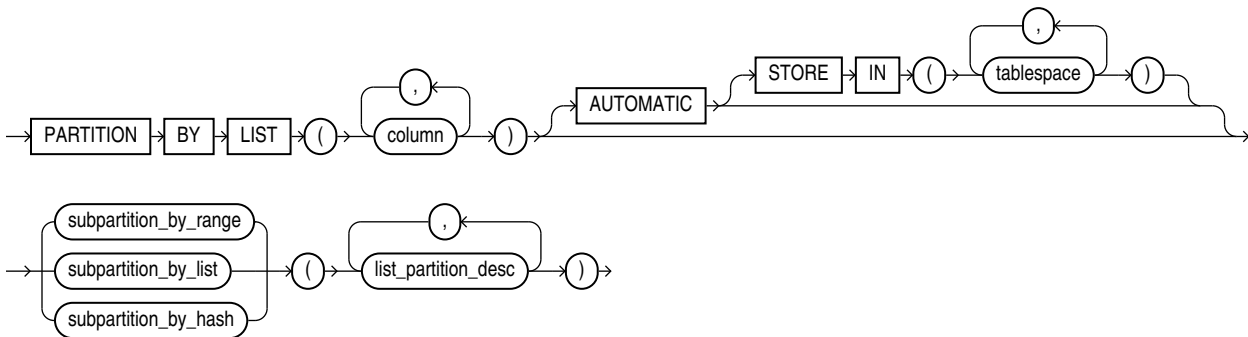 ,
STORE IN ( tablespace )
,
AUTOMATIC
PARTITION BY LIST ( column )
subpartition_by_range
,
subpartition_by_list ( list_partition_desc )
subpartition_by_hash